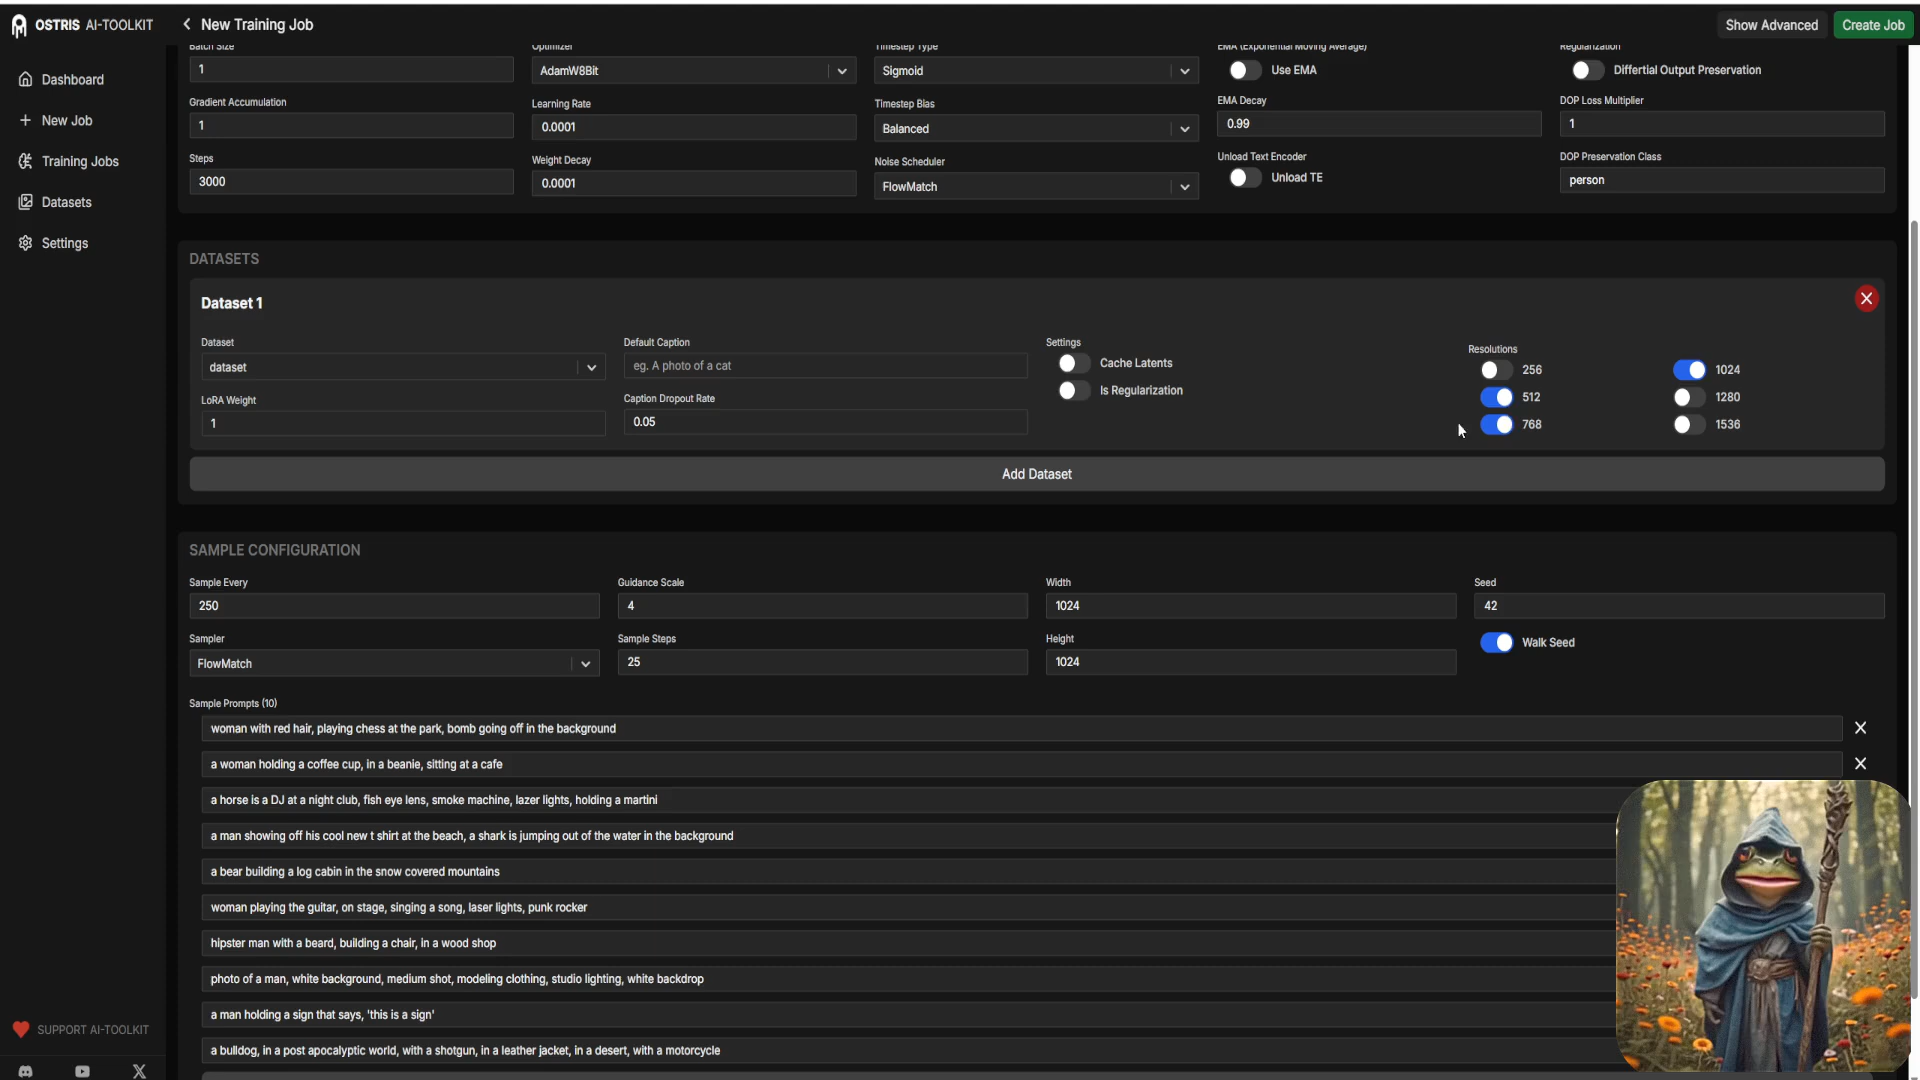 OSTRIS AI-TOOLKIT
New Training Job
Show Advanced
Create Job
Dashboard
New Job
Training Jobs
Datasets
Settings
Batch Size
1
Optimizer
AdamW8Bit
Timestep Type
Sigmoid
EMA (Exponential Moving Average)
Use EMA
Regularization
Differtial Output Preservation
Gradient Accumulation
1
Learning Rate
0.0001
Timestep Bias
Balanced
EMA Decay
0.99
DOP Loss Multiplier
1
Steps
3000
Weight Decay
0.0001
Noise Scheduler
FlowMatch
Unload Text Encoder
Unload TE
DOP Preservation Class
person
DATASETS
Dataset 1
Dataset
dataset
Default Caption
eg. A photo of a cat
Settings
Cache Latents
Is Regularization
Resolutions
256
1024
512
1280
768
1536
LoRA Weight
1
Caption Dropout Rate
0.05
Add Dataset
SAMPLE CONFIGURATION
Sample Every
250
Guidance Scale
4
Width
1024
Seed
42
Sampler
FlowMatch
Sample Steps
25
Height
1024
Walk Seed
Sample Prompts (10)
woman with red hair, playing chess at the park, bomb going off in the background
a woman holding a coffee cup, in a beanie, sitting at a cafe
a horse is a DJ at a night club, fish eye lens, smoke machine, lazer lights, holding a martini
a man showing off his cool new t shirt at the beach, a shark is jumping out of the water in the background
a bear building a log cabin in the snow covered mountains
woman playing the guitar, on stage, singing a song, laser lights, punk rocker
hipster man with a beard, building a chair, in a wood shop
photo of a man, white background, medium shot, modeling clothing, studio lighting, white backdrop
a man holding a sign that says, 'this is a sign'
a bulldog, in a post apocalyptic world, with a shotgun, in a leather jacket, in a desert, with a motorcycle
SUPPORT AI-TOOLKIT